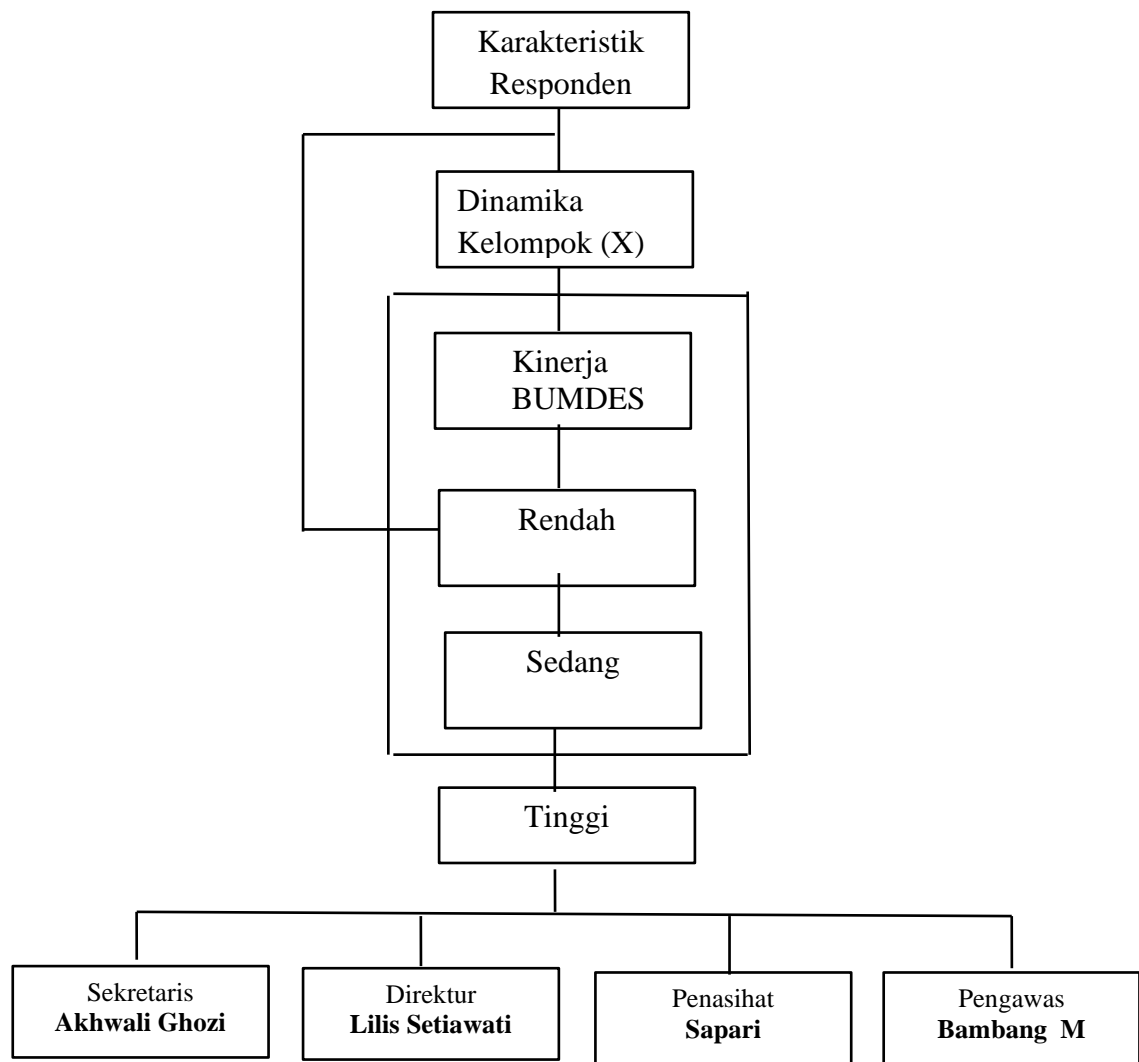 Karakteristik
Responden
Dinamika
Kelompok (X)
Kinerja
BUMDES
Rendah
Sedang
Tinggi
Sekretaris
Akhwali Ghozi
Direktur
Lilis Setiawati
Penasihat
Sapari
Pengawas
Bambang M